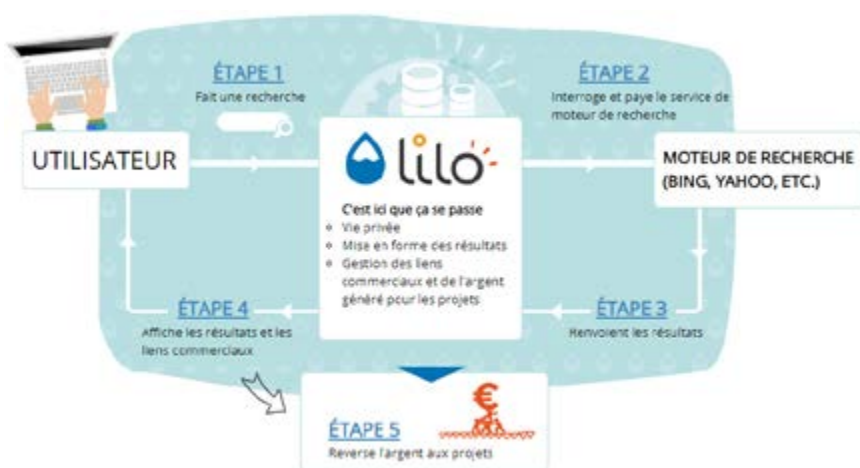 ÉTAPE 1
Fait une recherche
ÉTAPE 2
Interroge et paye le service de
moteur de recherche
UTILISATEUR
lilo
MOTEUR DE RECHERCHE
(BING, YAHOO, ETC.)
C'est ici que ça se passe
Vie privée
Mise en forme des résultats
Gestion des liens
commerciaux et de l'argent
généré pour les projets
ÉTAPE 4
Affiche les résultats et les
liens commerciaux
ÉTAPE 3
Renvoient les résultats
€
ÉTAPE 5
Reverse l'argent aux projets